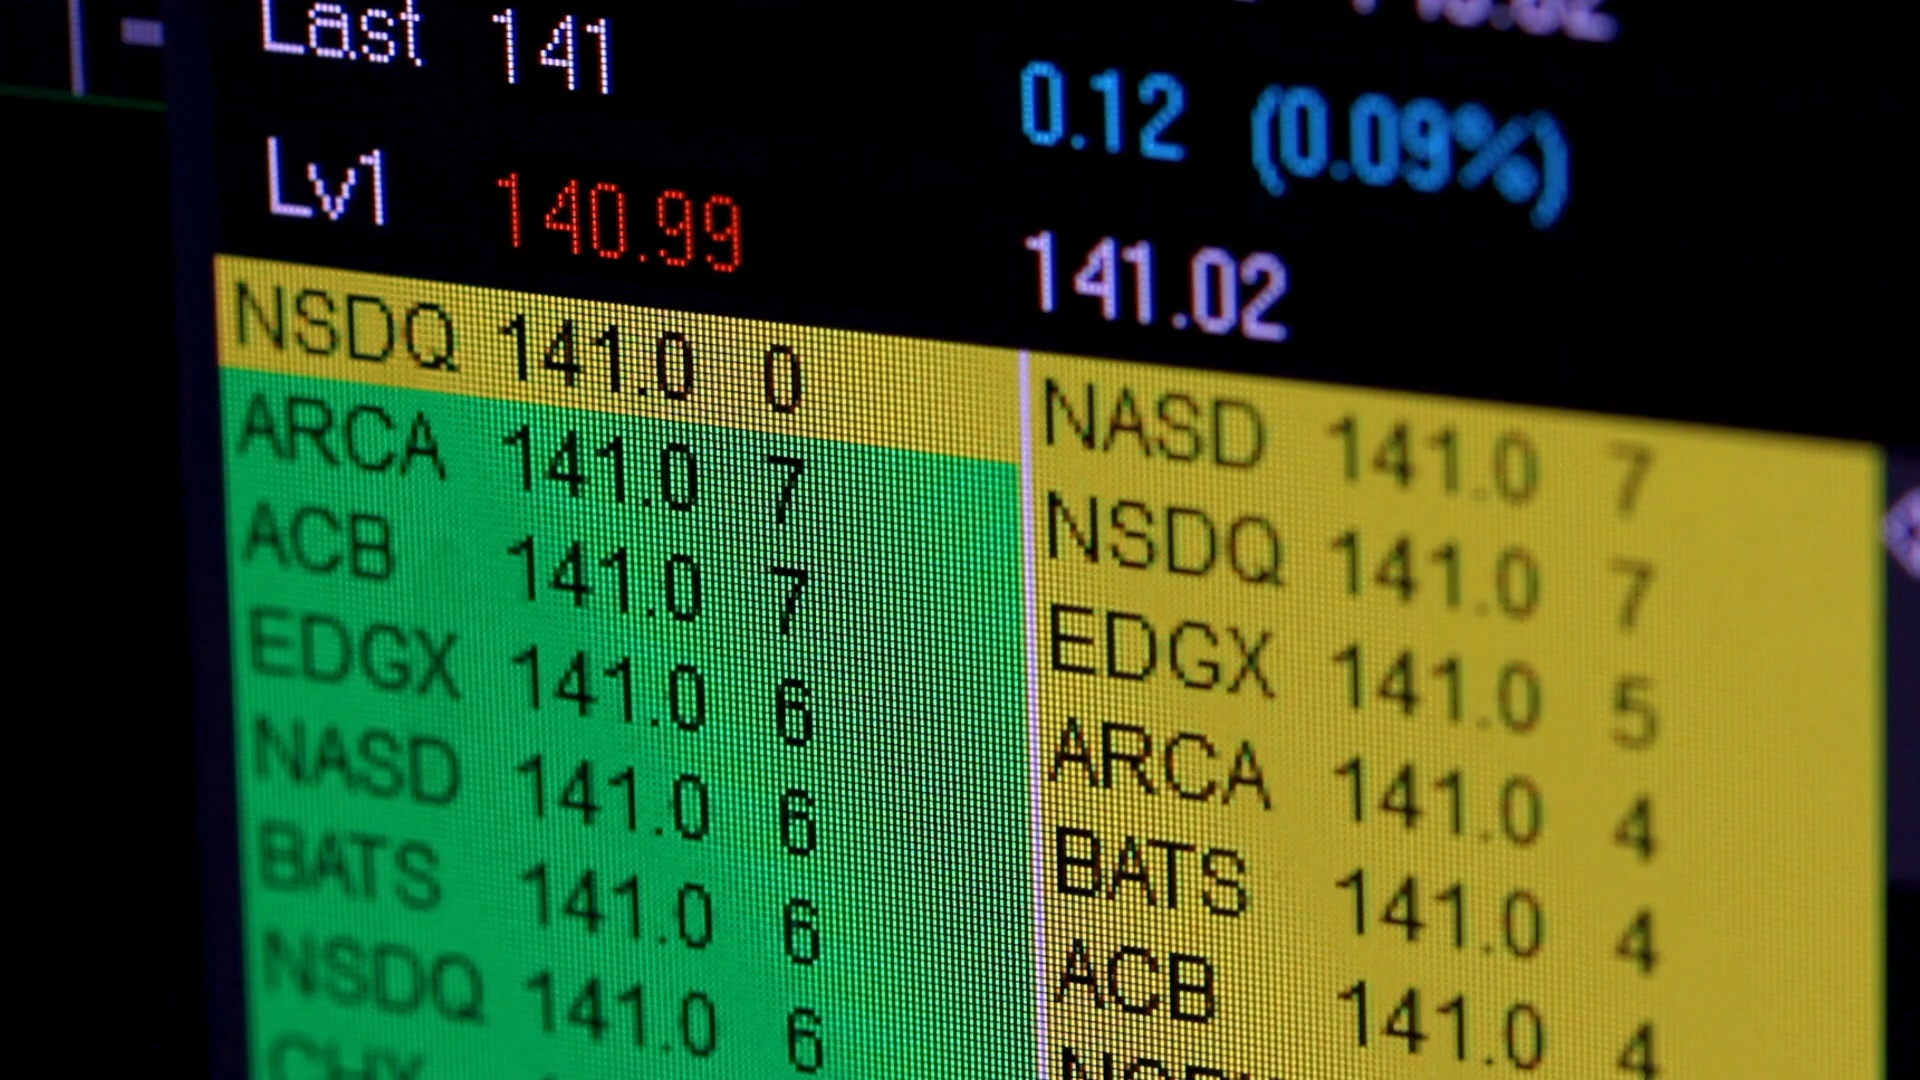 Last 141
0.12 (0.09%)
Lv1 140.99 141.02
NSDQ 141.0 0
ARCA 141.0 7
ACB 141.0 7
EDGX 141.0 6
NASD 141.0 6
BATS 141.0 6
NSDQ 141.0 6
CHX
NASD 141.0 7
NSDQ 141.0 7
EDGX 141.0 5
ARCA 141.0 4
BATS 141.0 4
ACB 141.0 4